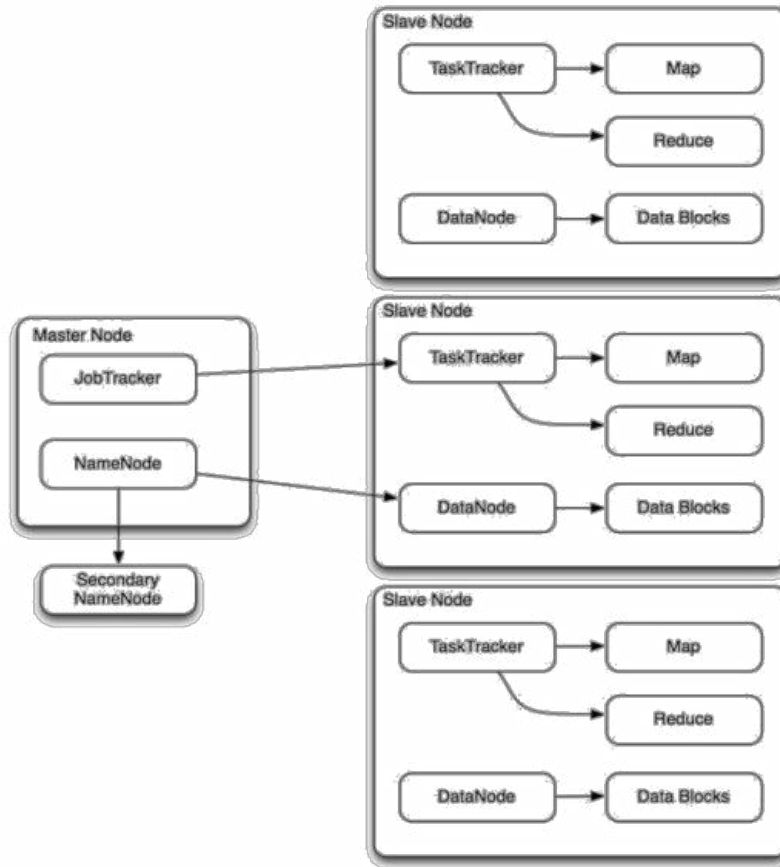 Slave Node
TaskTracker
Map
Reduce
DataNode
Data Blocks
Master Node
JobTracker
NameNode
Secondary
NameNode
Slave Node
TaskTracker
Map
Reduce
DataNode
Data Blocks
Slave Node
TaskTracker
Map
Reduce
DataNode
Data Blocks